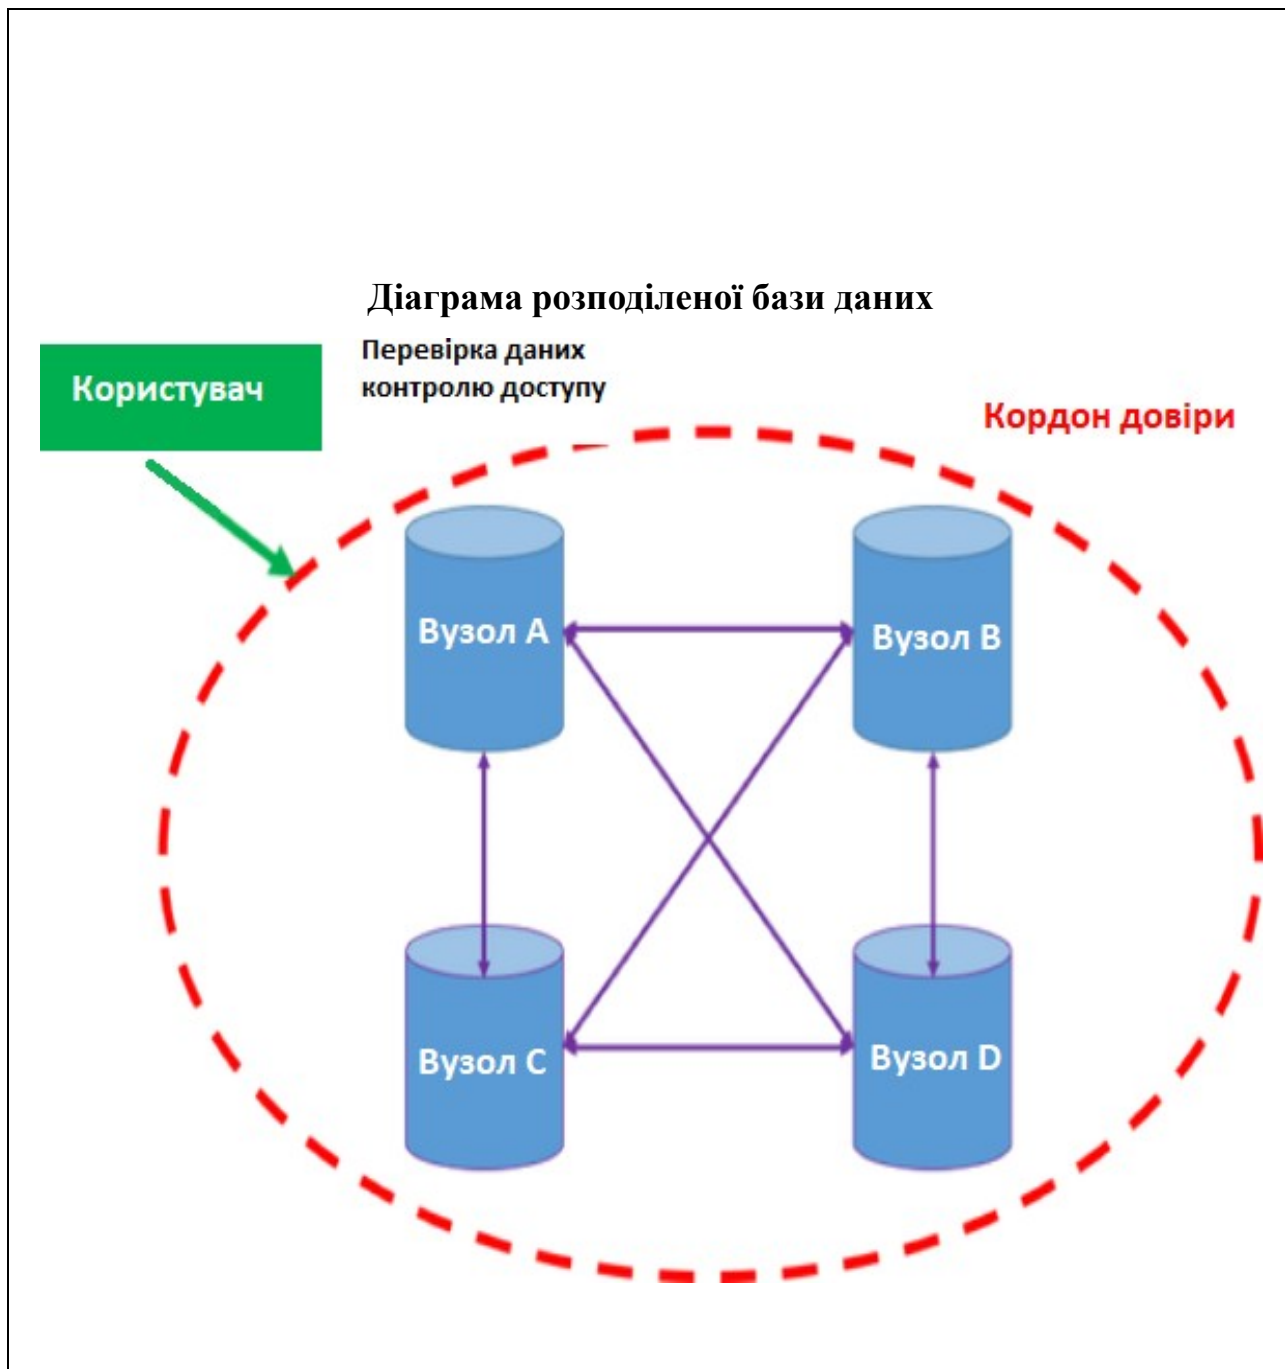 Діаграма розподіленої бази даних
Користувач
Перевірка даних
контролю доступу
Кордон довіри
Вузол A
Вузол B
Вузол C
Вузол D